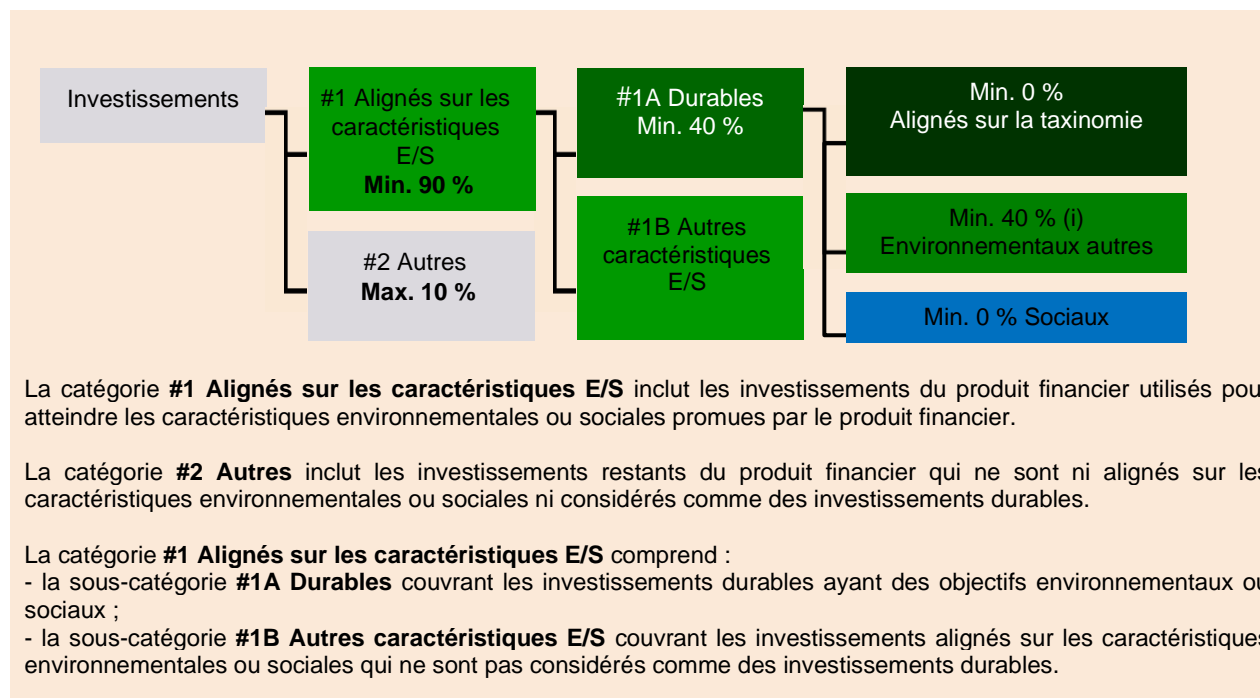 Investissements
#1 Alignés sur les
caractéristiques
E/S
Min. 90 %
#2 Autres
Max. 10 %
#1A Durables
Min. 40 %
#1B Autres
caractéristiques
E/S
Min. 0 %
Alignés sur la taxinomie
Min. 40 % (i)
Environnementaux autres
Min. 0 % Sociaux
La catégorie #1 Alignés sur les caractéristiques E/S inclut les investissements du produit financier utilisés pou
atteindre les caractéristiques environnementales ou sociales promues par le produit financier.
La catégorie #2 Autres inclut les investissements restants du produit financier qui ne sont ni alignés sur les
caractéristiques environnementales ou sociales ni considérés comme des investissements durables.
La catégorie #1 Alignés sur les caractéristiques E/S comprend :
- la sous-catégorie #1A Durables couvrant les investissements durables ayant des objectifs environnementaux ou
sociaux ;
- la sous-catégorie #1B Autres caractéristiques E/S couvrant les investissements alignés sur les caractéristiques
environnementales ou sociales qui ne sont pas considérés comme des investissements durables.